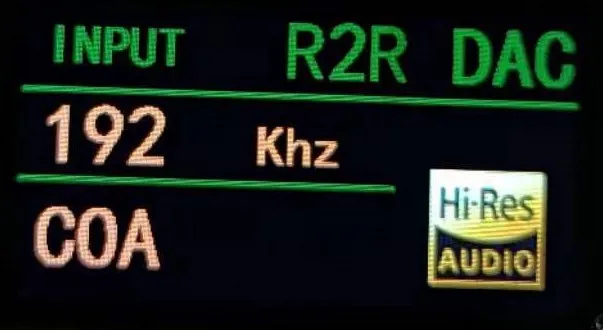 INPUT R2R DAC
192 Khz
COA
Hi-Res
AUDIO